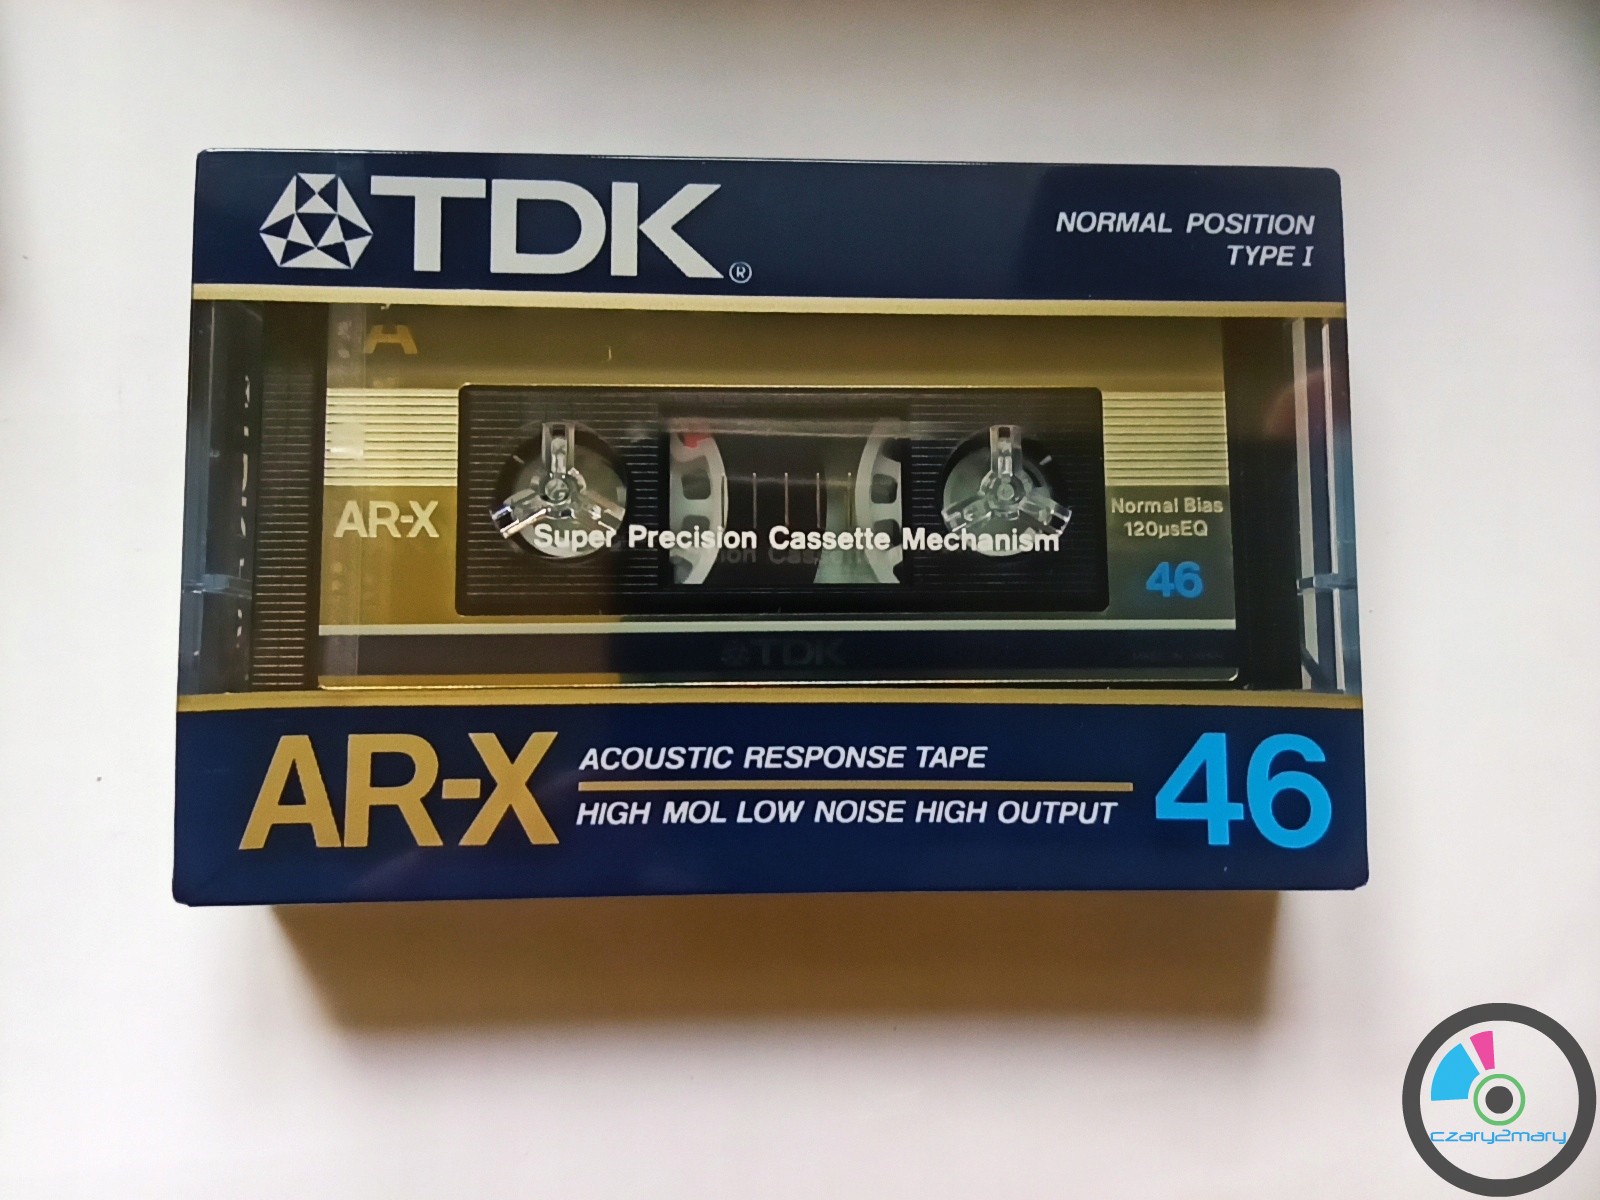 TDK®
NORMAL POSITION
TYPE I
A
AR-X
Normal Bias
120µsEQ
46
Super Precision Cassette Mechanism
TDK
AR-X
ACOUSTIC RESPONSE TAPE
HIGH MOL LOW NOISE HIGH OUTPUT
46
czary2mary